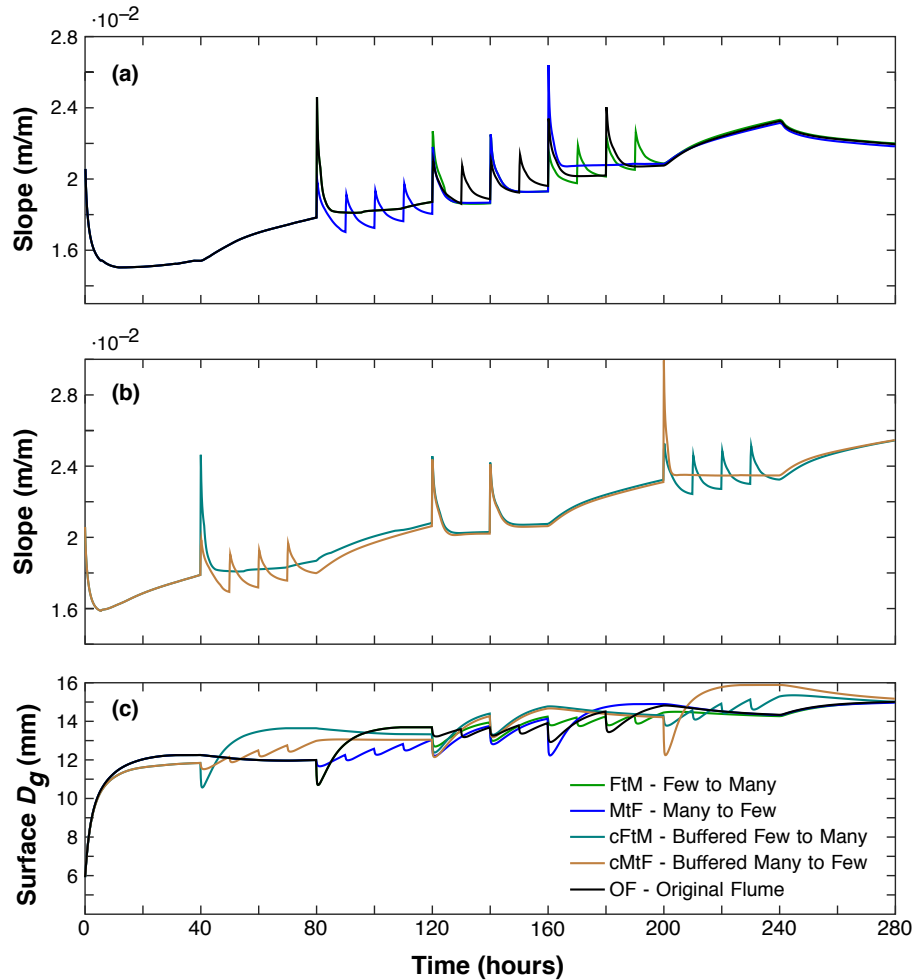 ·10⁻²
2.8
(a)
2.4
2
1.6
Slope (m/m)
·10⁻²
2.8
(b)
2.4
2
1.6
Slope (m/m)
16
(c)
14
12
10
8
6
Surface Dg (mm)
FtM - Few to Many
MtF - Many to Few
cFtM - Buffered Few to Many
cMtF - Buffered Many to Few
OF - Original Flume
0 40 80 120 160 200 240 280
Time (hours)